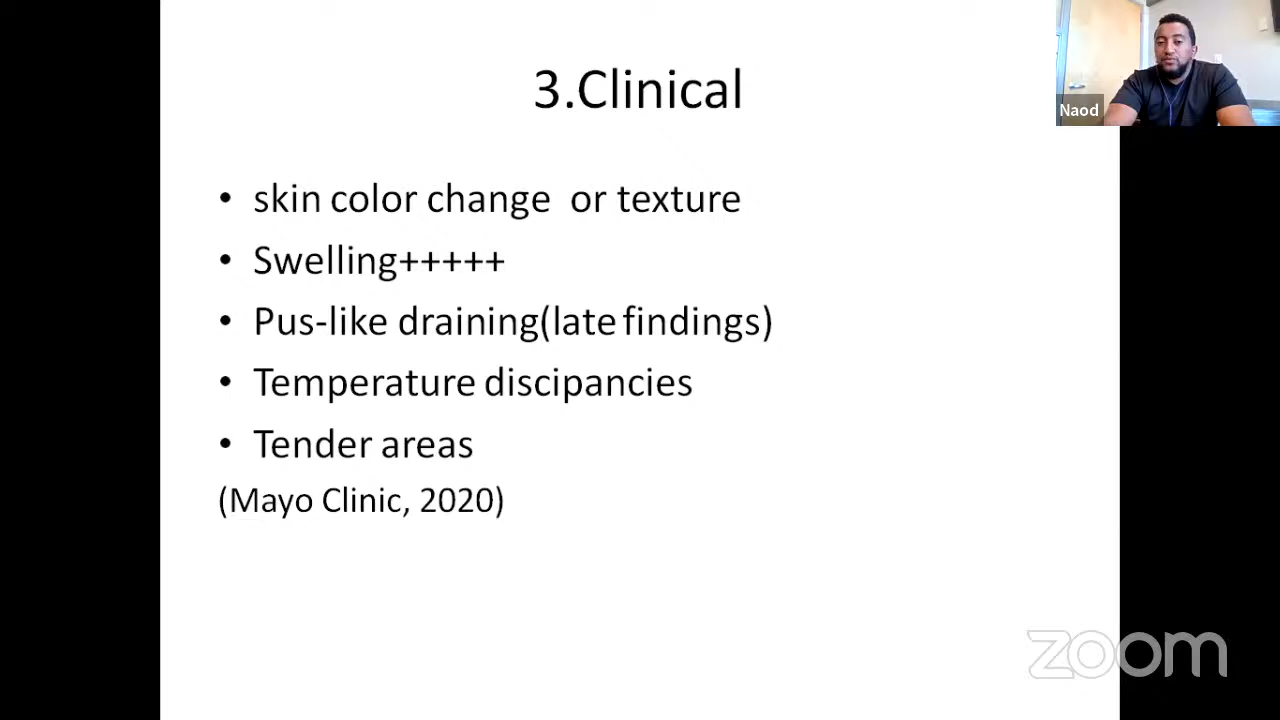 3.Clinical
• skin color change or texture
• Swelling+++++
• Pus-like draining(late findings)
• Temperature discipancies
• Tender areas
(Mayo Clinic, 2020)
Naod
zoom